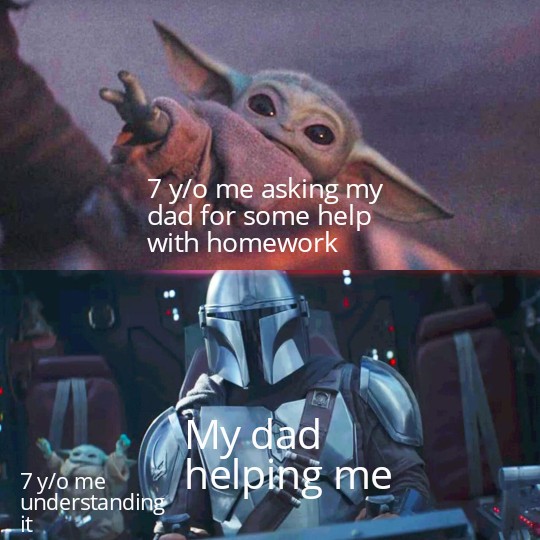 7 y/o me asking my
dad for some help
with homework
My dad
helping me
7 y/o me
understanding
it